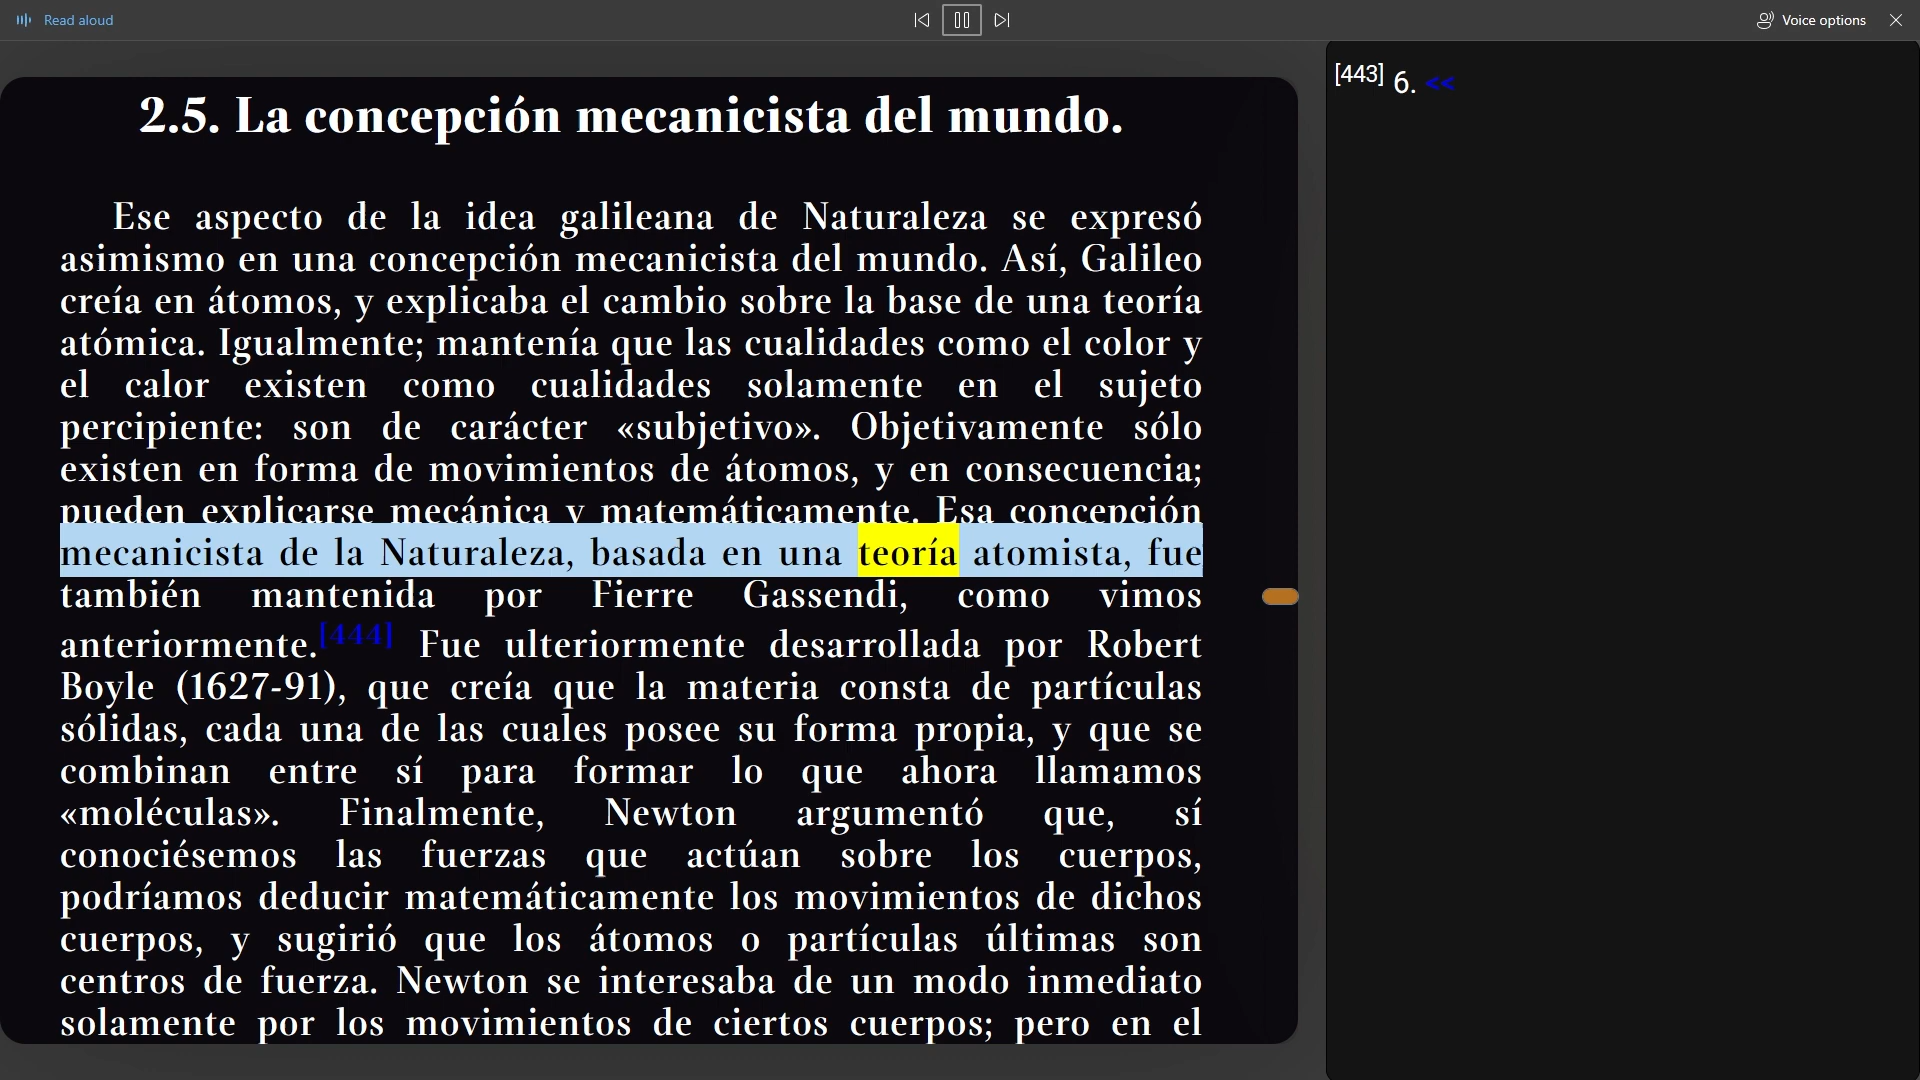 Read aloud
Voice options
2.5. La concepción mecanicista del mundo.
Ese aspecto de la idea galileana de Naturaleza se expresó
asimismo en una concepción mecanicista del mundo. Así, Galileo
creía en átomos, y explicaba el cambio sobre la base de una teoría
atómica. Igualmente; mantenía que las cualidades como el color y
el calor existen como cualidades solamente en el sujeto
percipiente: son de carácter «subjetivo». Objetivamente sólo
existen en forma de movimientos de átomos, y en consecuencia;
pueden explicarse mecánica y matemáticamente. Esa concepción
mecanicista de la Naturaleza, basada en una teoría atomista, fue
también mantenida por Fierre Gassendi, como vimos
anteriormente.[444] Fue ulteriormente desarrollada por Robert
Boyle (1627-91), que creía que la materia consta de partículas
sólidas, cada una de las cuales posee su forma propia, y que se
combinan entre sí para formar lo que ahora llamamos
«moléculas». Finalmente, Newton argumentó que, sí
conociésemos las fuerzas que actúan sobre los cuerpos,
podríamos deducir matemáticamente los movimientos de dichos
cuerpos, y sugirió que los átomos o partículas últimas son
centros de fuerza. Newton se interesaba de un modo inmediato
solamente por los movimientos de ciertos cuerpos; pero en el
[443] 6. <<